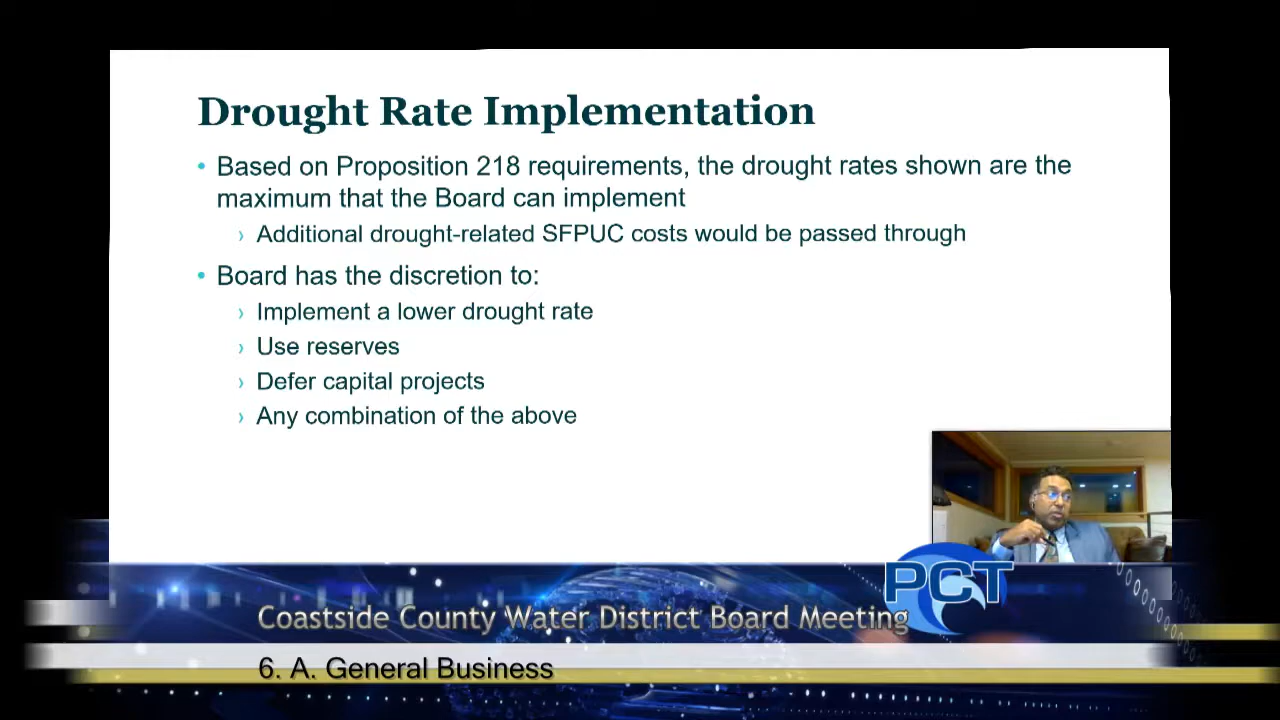 Drought Rate Implementation
• Based on Proposition 218 requirements, the drought rates shown are the
maximum that the Board can implement
› Additional drought-related SFPUC costs would be passed through
• Board has the discretion to:
› Implement a lower drought rate
› Use reserves
› Defer capital projects
› Any combination of the above
PCT
Coastside County Water District Board Meeting
6. A. General Business